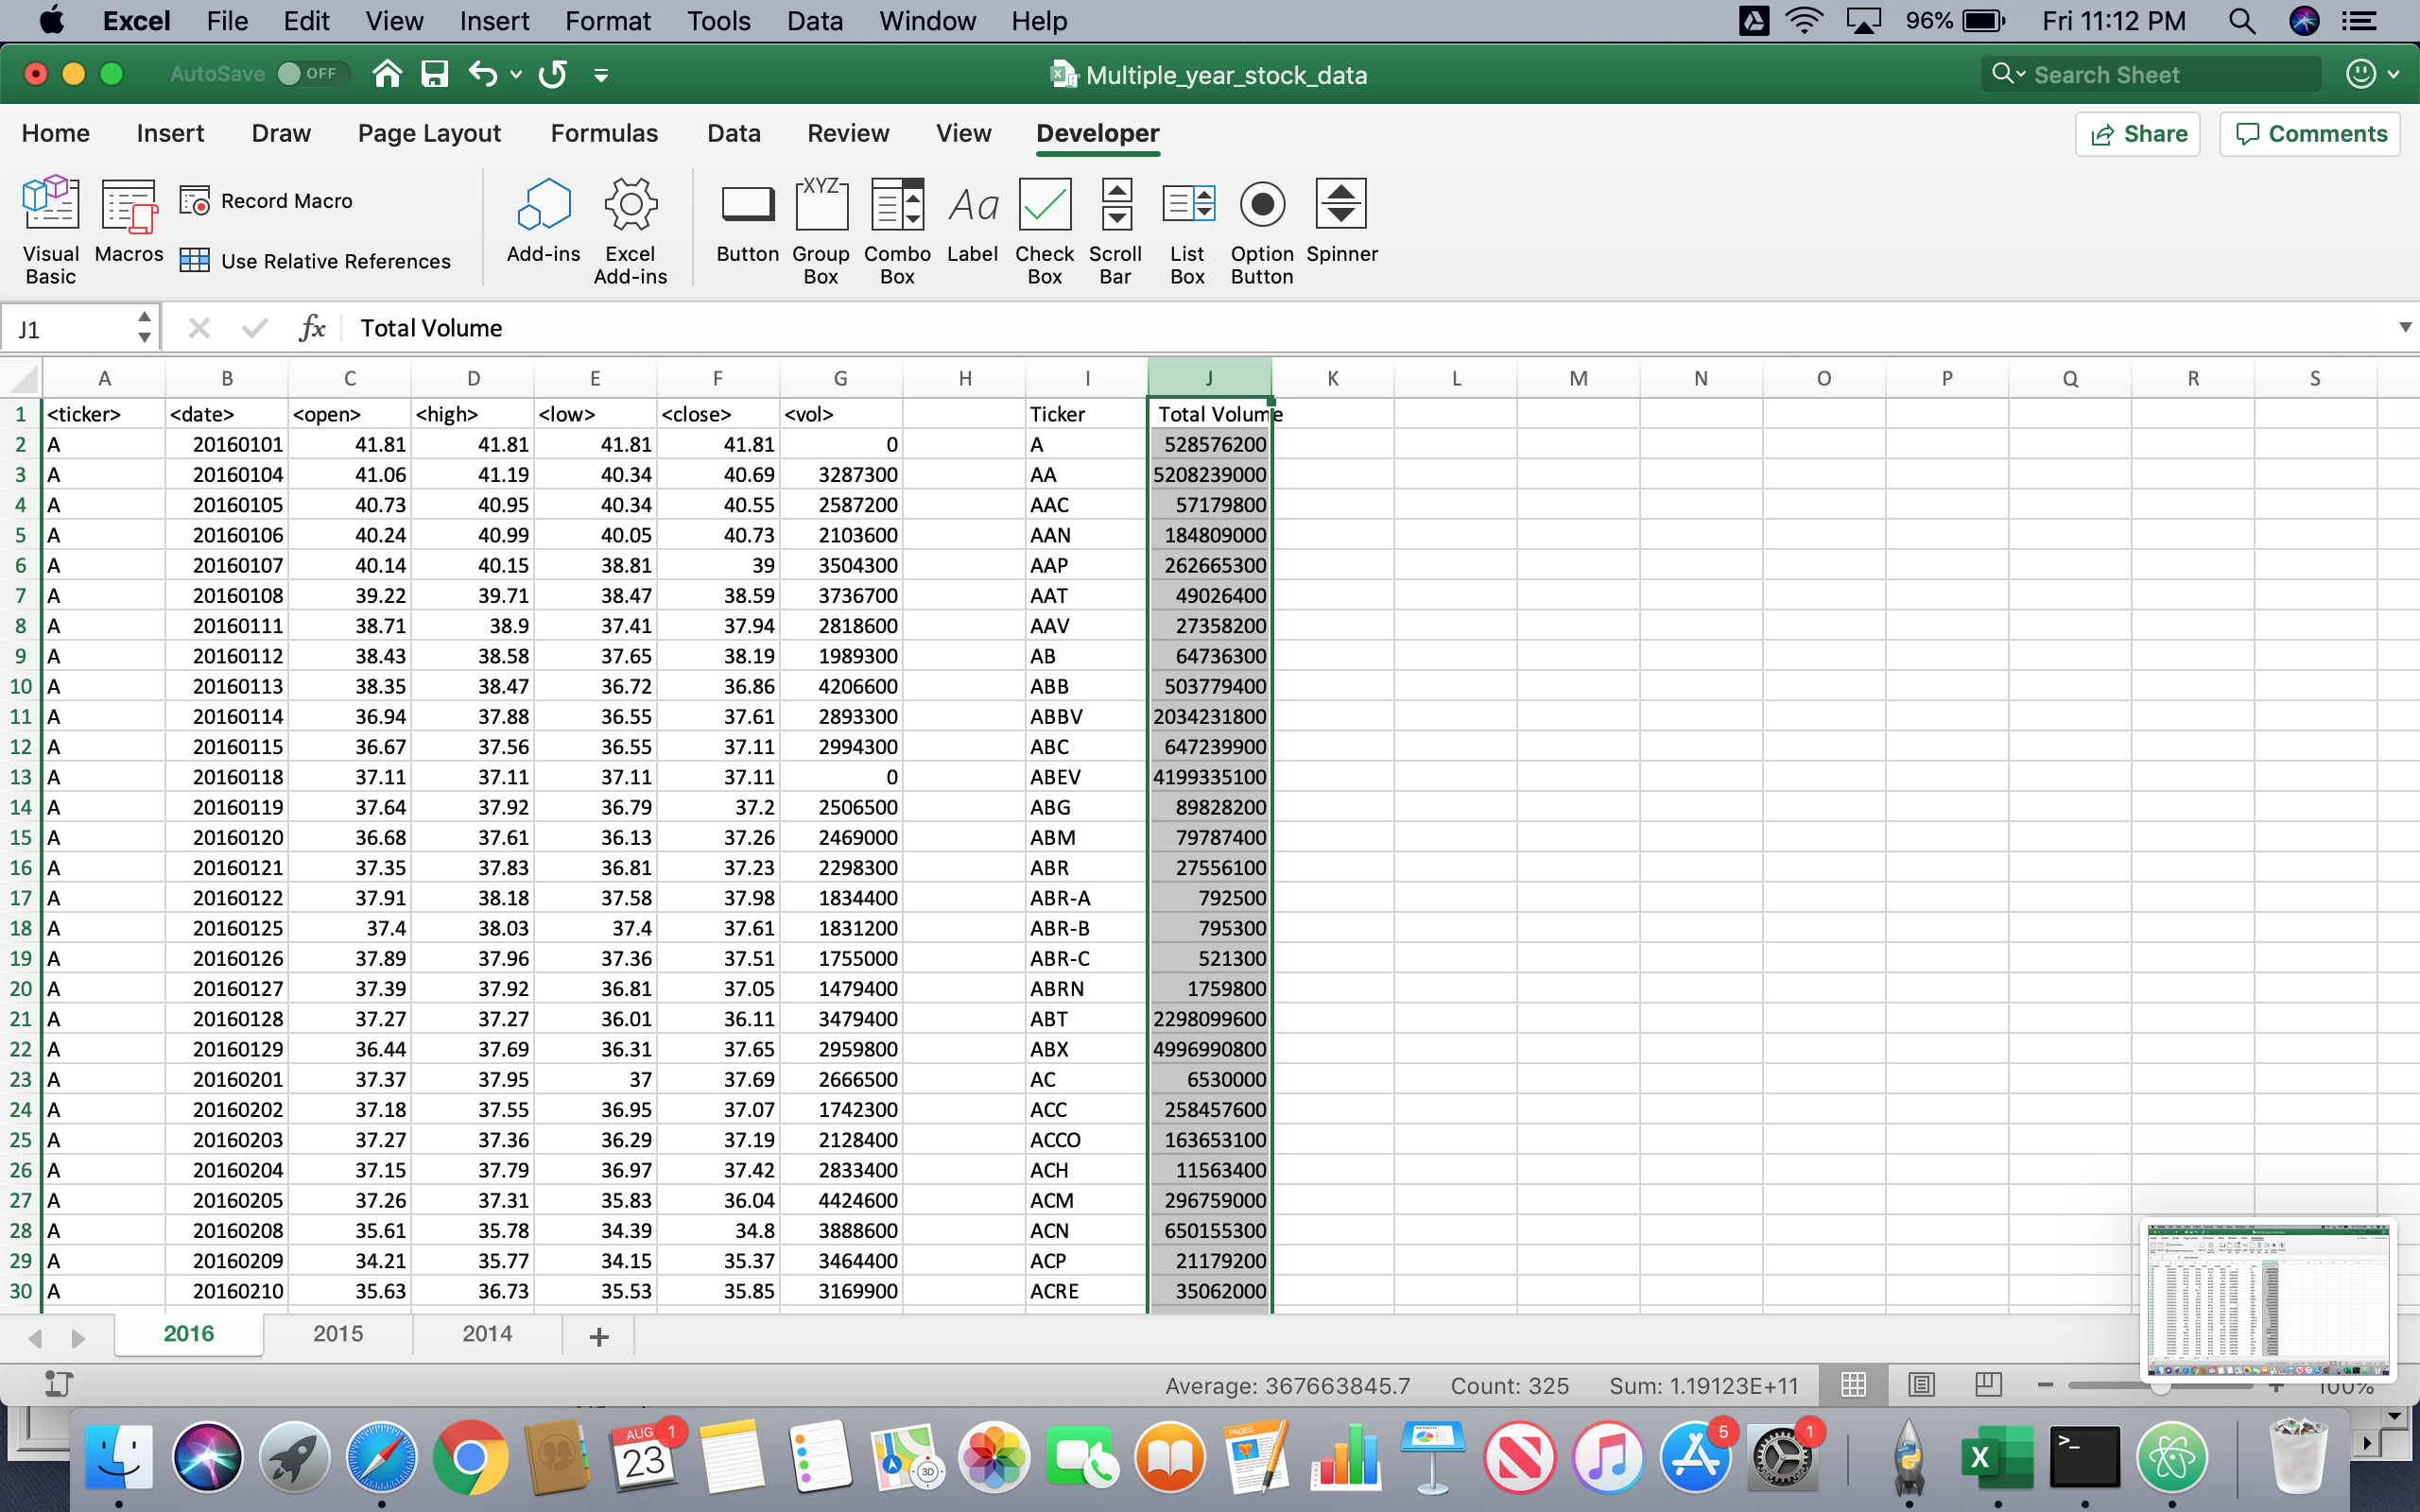 Excel File Edit View Insert Format Tools Data Window Help 96% Fri 11:12 PM
AutoSave OFF Multiple_year_stock_data Search Sheet
Home Insert Draw Page Layout Formulas Data Review View Developer Share Comments
Visual Basic Macros Record Macro Use Relative References Add-ins Excel Add-ins Button XYZ Group Box Combo Box Aa Label Check Box Scroll Bar List Box Option Button Spinner
J1 fx Total Volume
A B C D E F G H I J K L M N O P Q R S
1 <ticker> <date> <open> <high> <low> <close> <vol> Ticker Total Volume
2 A 20160101 41.81 41.81 41.81 41.81 0 A 528576200
3 A 20160104 41.06 41.19 40.34 40.69 3287300 AA 5208239000
4 A 20160105 40.73 40.95 40.34 40.55 2587200 AAC 57179800
5 A 20160106 40.24 40.99 40.05 40.73 2103600 AAN 184809000
6 A 20160107 40.14 40.15 38.81 39 3504300 AAP 262665300
7 A 20160108 39.22 39.71 38.47 38.59 3736700 AAT 49026400
8 A 20160111 38.71 38.9 37.41 37.94 2818600 AAV 27358200
9 A 20160112 38.43 38.58 37.65 38.19 1989300 AB 64736300
10 A 20160113 38.35 38.47 36.72 36.86 4206600 ABB 503779400
11 A 20160114 36.94 37.88 36.55 37.61 2893300 ABBV 2034231800
12 A 20160115 36.67 37.56 36.55 37.11 2994300 ABC 647239900
13 A 20160118 37.11 37.11 37.11 37.11 0 ABEV 4199335100
14 A 20160119 37.64 37.92 36.79 37.2 2506500 ABG 89828200
15 A 20160120 36.68 37.61 36.13 37.26 2469000 ABM 79787400
16 A 20160121 37.35 37.83 36.81 37.23 2298300 ABR 27556100
17 A 20160122 37.91 38.18 37.58 37.98 1834400 ABR-A 792500
18 A 20160125 37.4 38.03 37.4 37.61 1831200 ABR-B 795300
19 A 20160126 37.89 37.96 37.36 37.51 1755000 ABR-C 521300
20 A 20160127 37.39 37.92 36.81 37.05 1479400 ABRN 1759800
21 A 20160128 37.27 37.27 36.01 36.11 3479400 ABT 2298099600
22 A 20160129 36.44 37.69 36.31 37.65 2959800 ABX 4996990800
23 A 20160201 37.37 37.95 37 37.69 2666500 AC 6530000
24 A 20160202 37.18 37.55 36.95 37.07 1742300 ACC 258457600
25 A 20160203 37.27 37.36 36.29 37.19 2128400 ACCO 163653100
26 A 20160204 37.15 37.79 36.97 37.42 2833400 ACH 11563400
27 A 20160205 37.26 37.31 35.83 36.04 4424600 ACM 296759000
28 A 20160208 35.61 35.78 34.39 34.8 3888600 ACN 650155300
29 A 20160209 34.21 35.77 34.15 35.37 3464400 ACP 21179200
30 A 20160210 35.63 36.73 35.53 35.85 3169900 ACRE 35062000
2016 2015 2014 +
Average: 367663845.7 Count: 325 Sum: 1.19123E+11 100%
AUG 23 1 3D PAGES 5 1 X >_